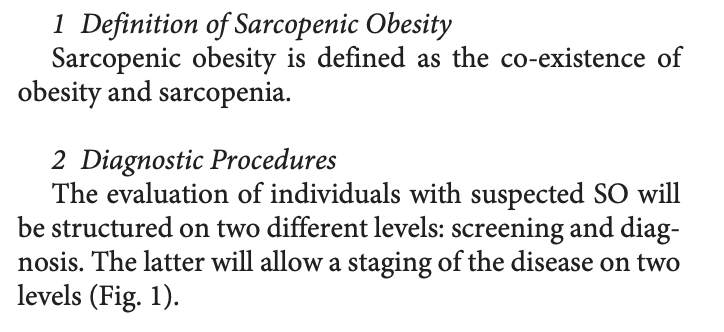 1 Definition of Sarcopenic Obesity
Sarcopenic obesity is defined as the co-existence of
obesity and sarcopenia.
2 Diagnostic Procedures
The evaluation of individuals with suspected SO will
be structured on two different levels: screening and diag-
nosis. The latter will allow a staging of the disease on two
levels (Fig. 1).